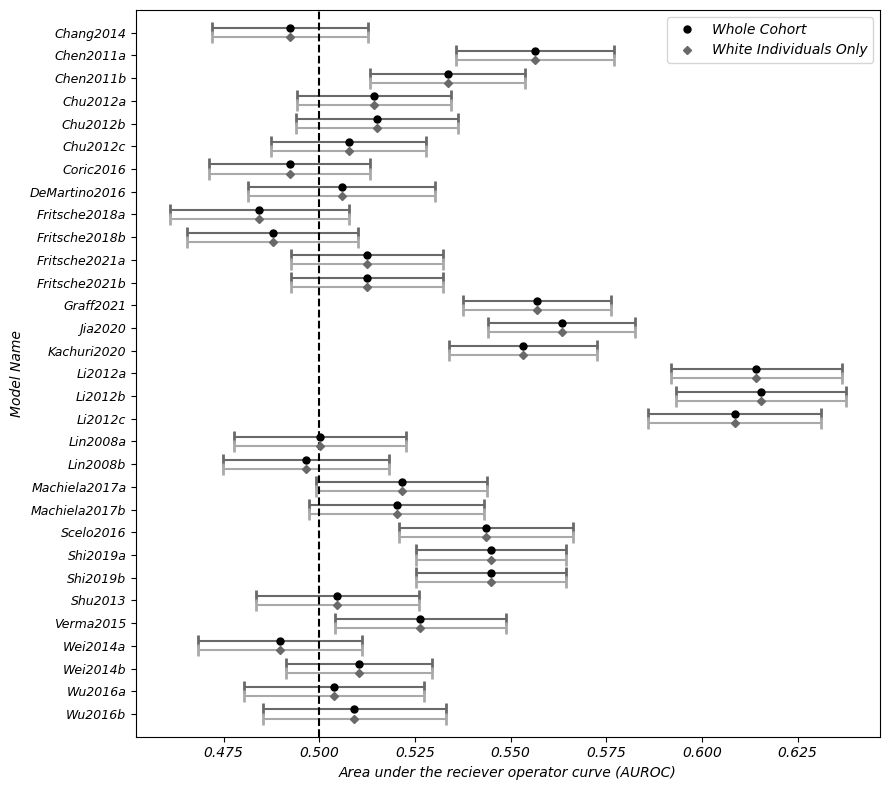 Whole Cohort
White Individuals Only
Model Name
Chang2014
Chen2011a
Chen2011b
Chu2012a
Chu2012b
Chu2012c
Coric2016
DeMartino2016
Fritsche2018a
Fritsche2018b
Fritsche2021a
Fritsche2021b
Graff2021
Jia2020
Kachuri2020
Li2012a
Li2012b
Li2012c
Lin2008a
Lin2008b
Machiela2017a
Machiela2017b
Scelo2016
Shi2019a
Shi2019b
Shu2013
Verma2015
Wei2014a
Wei2014b
Wu2016a
Wu2016b
0.475 0.500 0.525 0.550 0.575 0.600 0.625
Area under the reciever operator curve (AUROC)